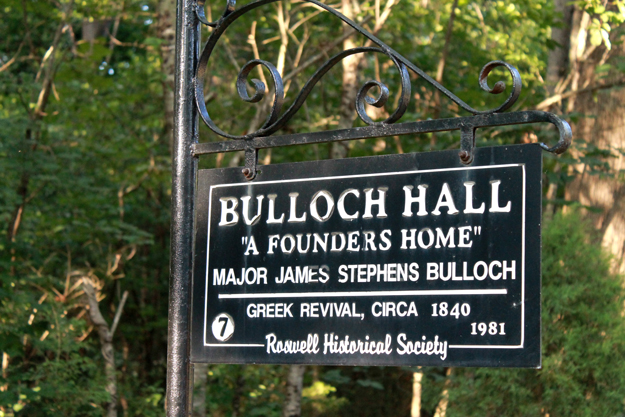 BULLOCH HALL
"A FOUNDERS HOME"
MAJOR JAMES STEPHENS BULLOCH
GREEK REVIVAL, CIRCA 1840
7
1981
Roswell Historical Society